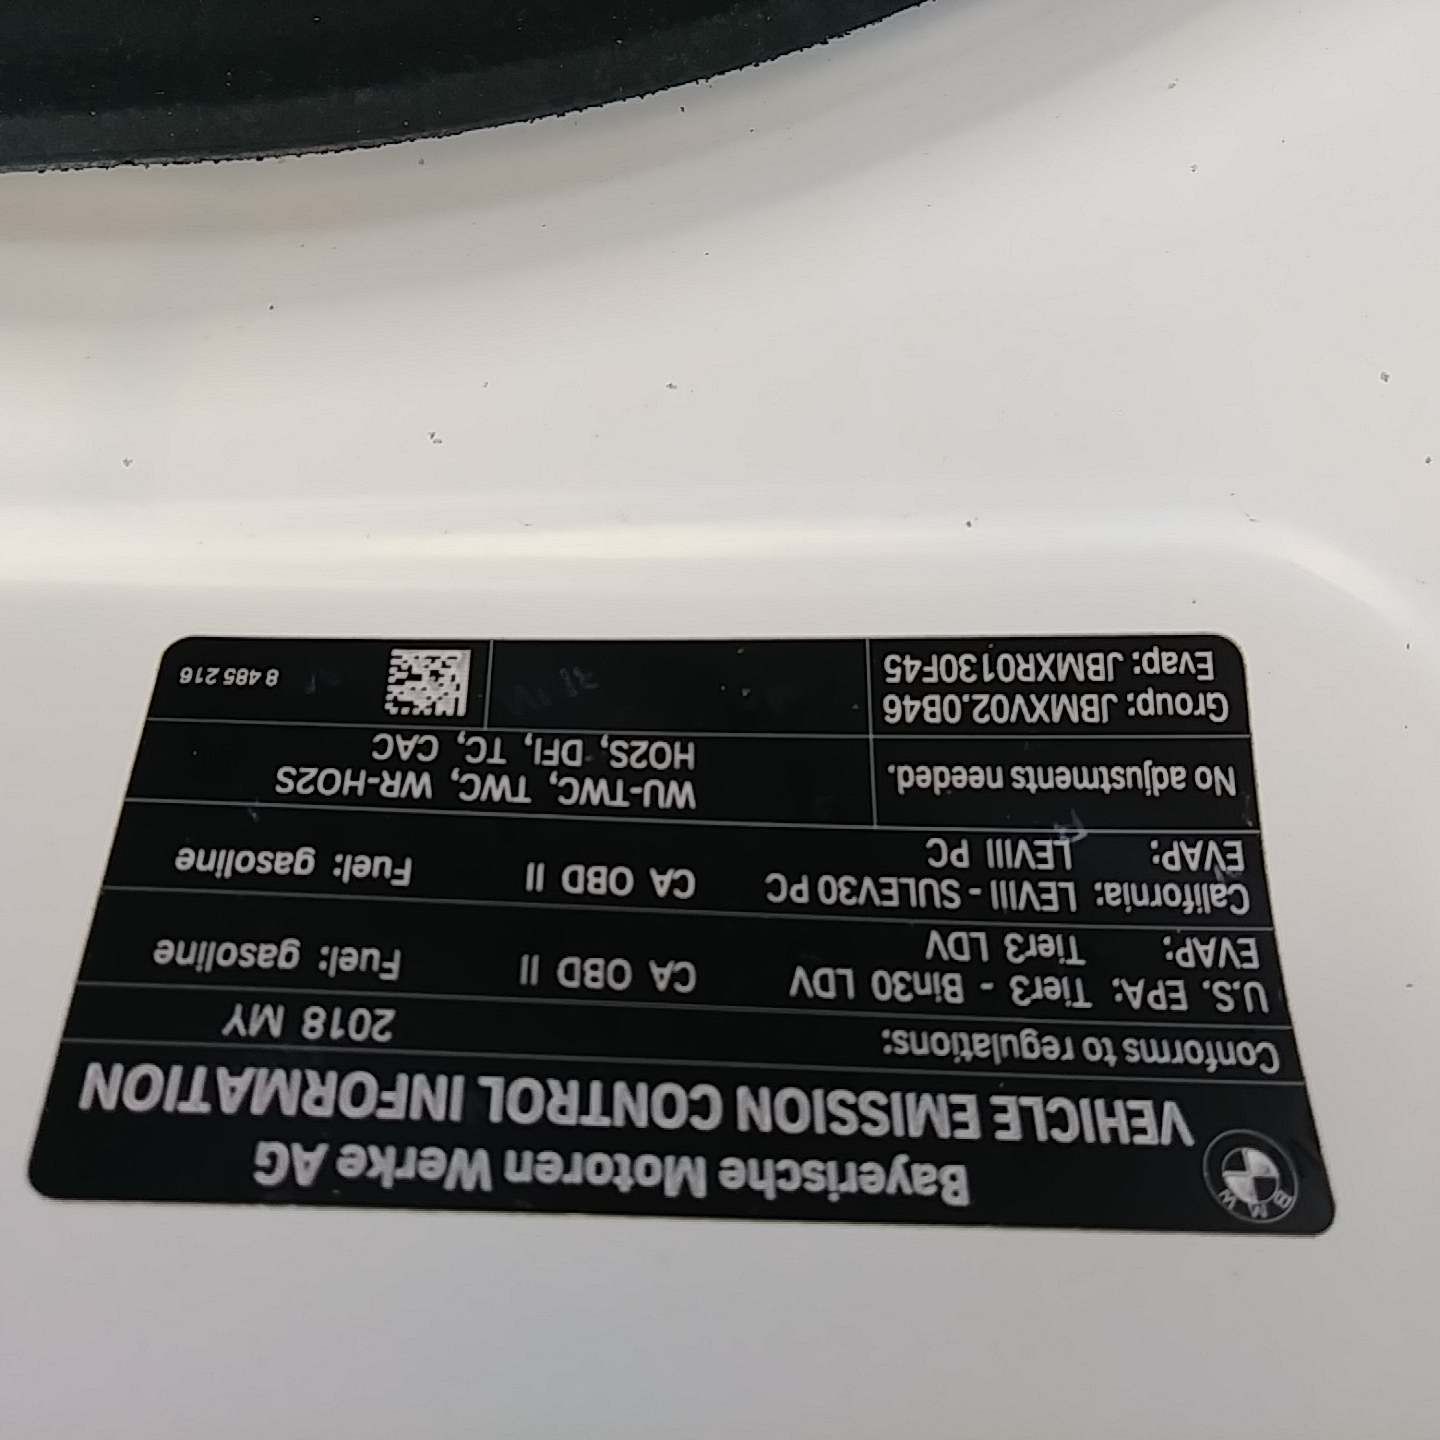 B M W
Bayerische Motoren Werke AG
VEHICLE EMISSION CONTROL INFORMATION
Conforms to regulations: 2018 MY
U.S. EPA: Tier3 - Bin30 LDV CA OBD II Fuel: gasoline
EVAP: Tier3 LDV
California: LEVIII - SULEV30 PC CA OBD II Fuel: gasoline
EVAP: LEVIII PC
No adjustments needed. WU-TWC, TWC, WR-HO2S
HO2S, DFI, TC, CAC
Group: JBMXV02.0B46
Evap: JBMXR0130F45 8 485 216